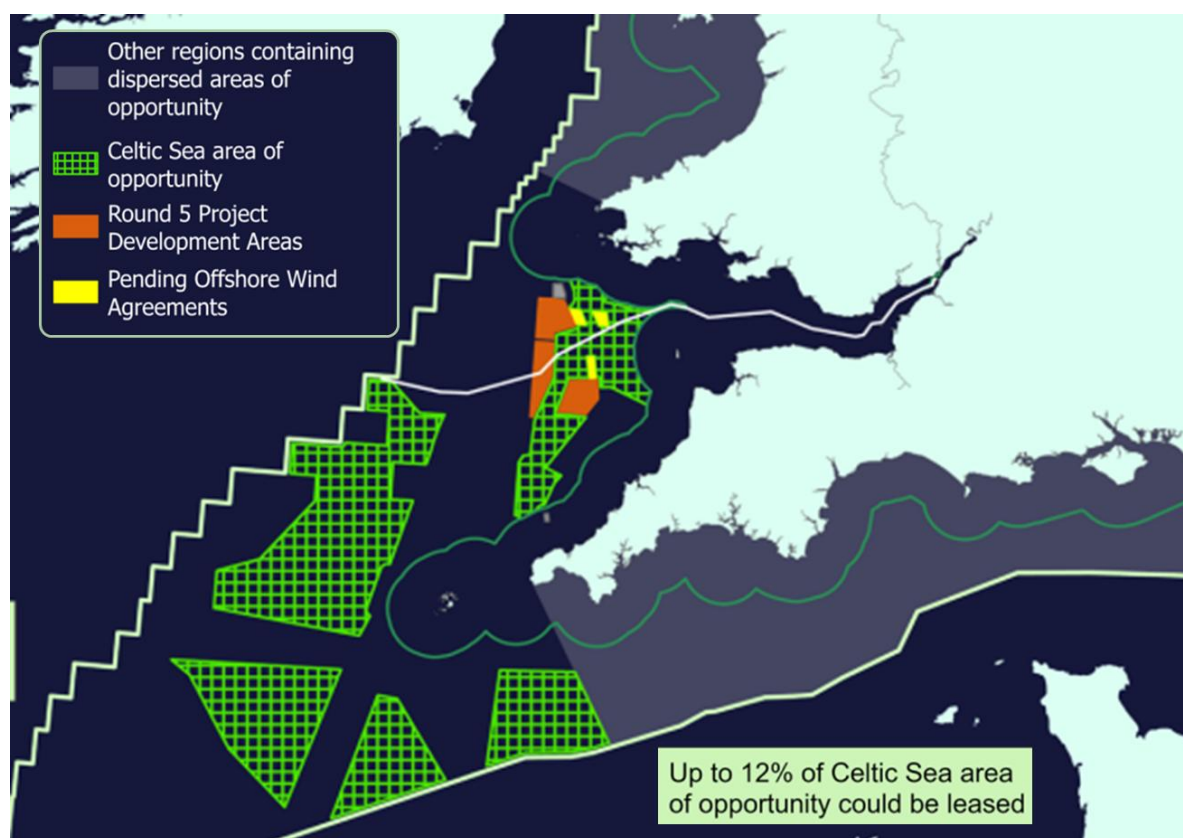 Other regions containing
dispersed areas of
opportunity
Celtic Sea area of
opportunity
Round 5 Project
Development Areas
Pending Offshore Wind
Agreements
Up to 12% of Celtic Sea area
of opportunity could be leased